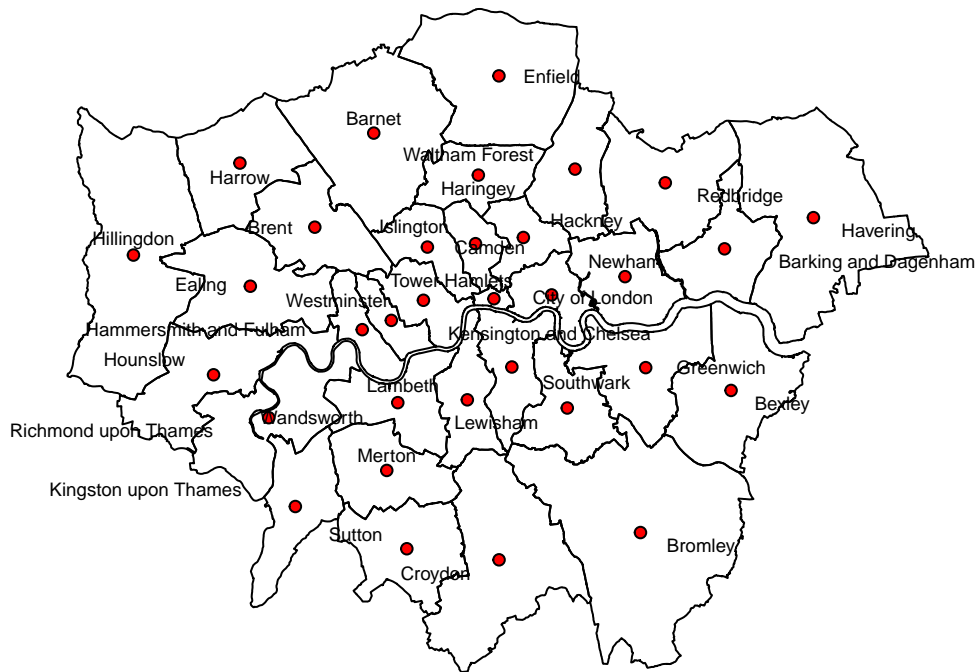 Enfield
Barnet
Waltham Forest
Harrow
Haringey
Redbridge
Islington
Hackney
Brent
Havering
Hillingdon
Camden
Newham
Barking and Dagenham
Ealing
Tower Hamlets
Westminster
City of London
Hammersmith and Fulham
Kensington and Chelsea
Hounslow
Greenwich
Lambeth
Southwark
Bexley
Wandsworth
Lewisham
Richmond upon Thames
Merton
Kingston upon Thames
Sutton
Bromley
Croydon